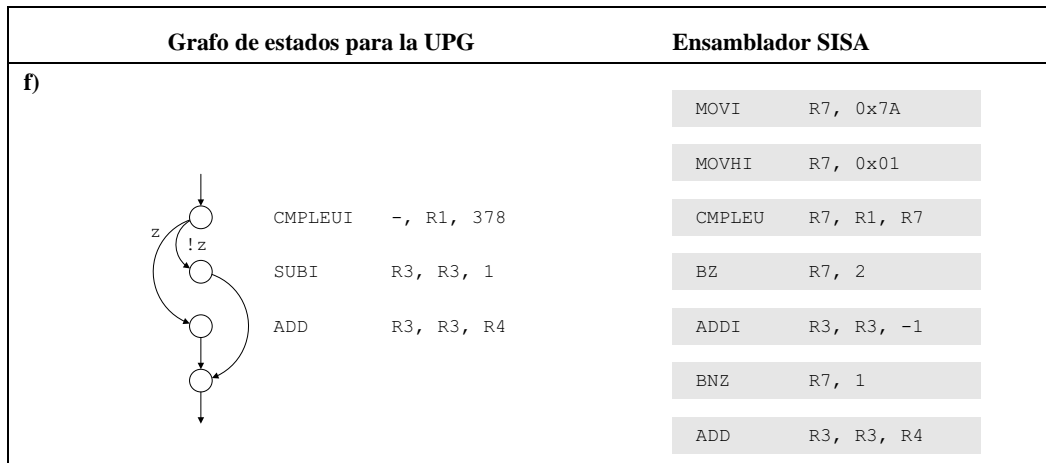 Grafo de estados para la UPG Ensamblador SISA
f)
MOVI R7, 0x7A
MOVHI R7, 0x01
CMPLEUI -, R1, 378 CMPLEU R7, R1, R7
z
!z
SUBI R3, R3, 1 BZ R7, 2
ADD R3, R3, R4 ADDI R3, R3, -1
BNZ R7, 1
ADD R3, R3, R4